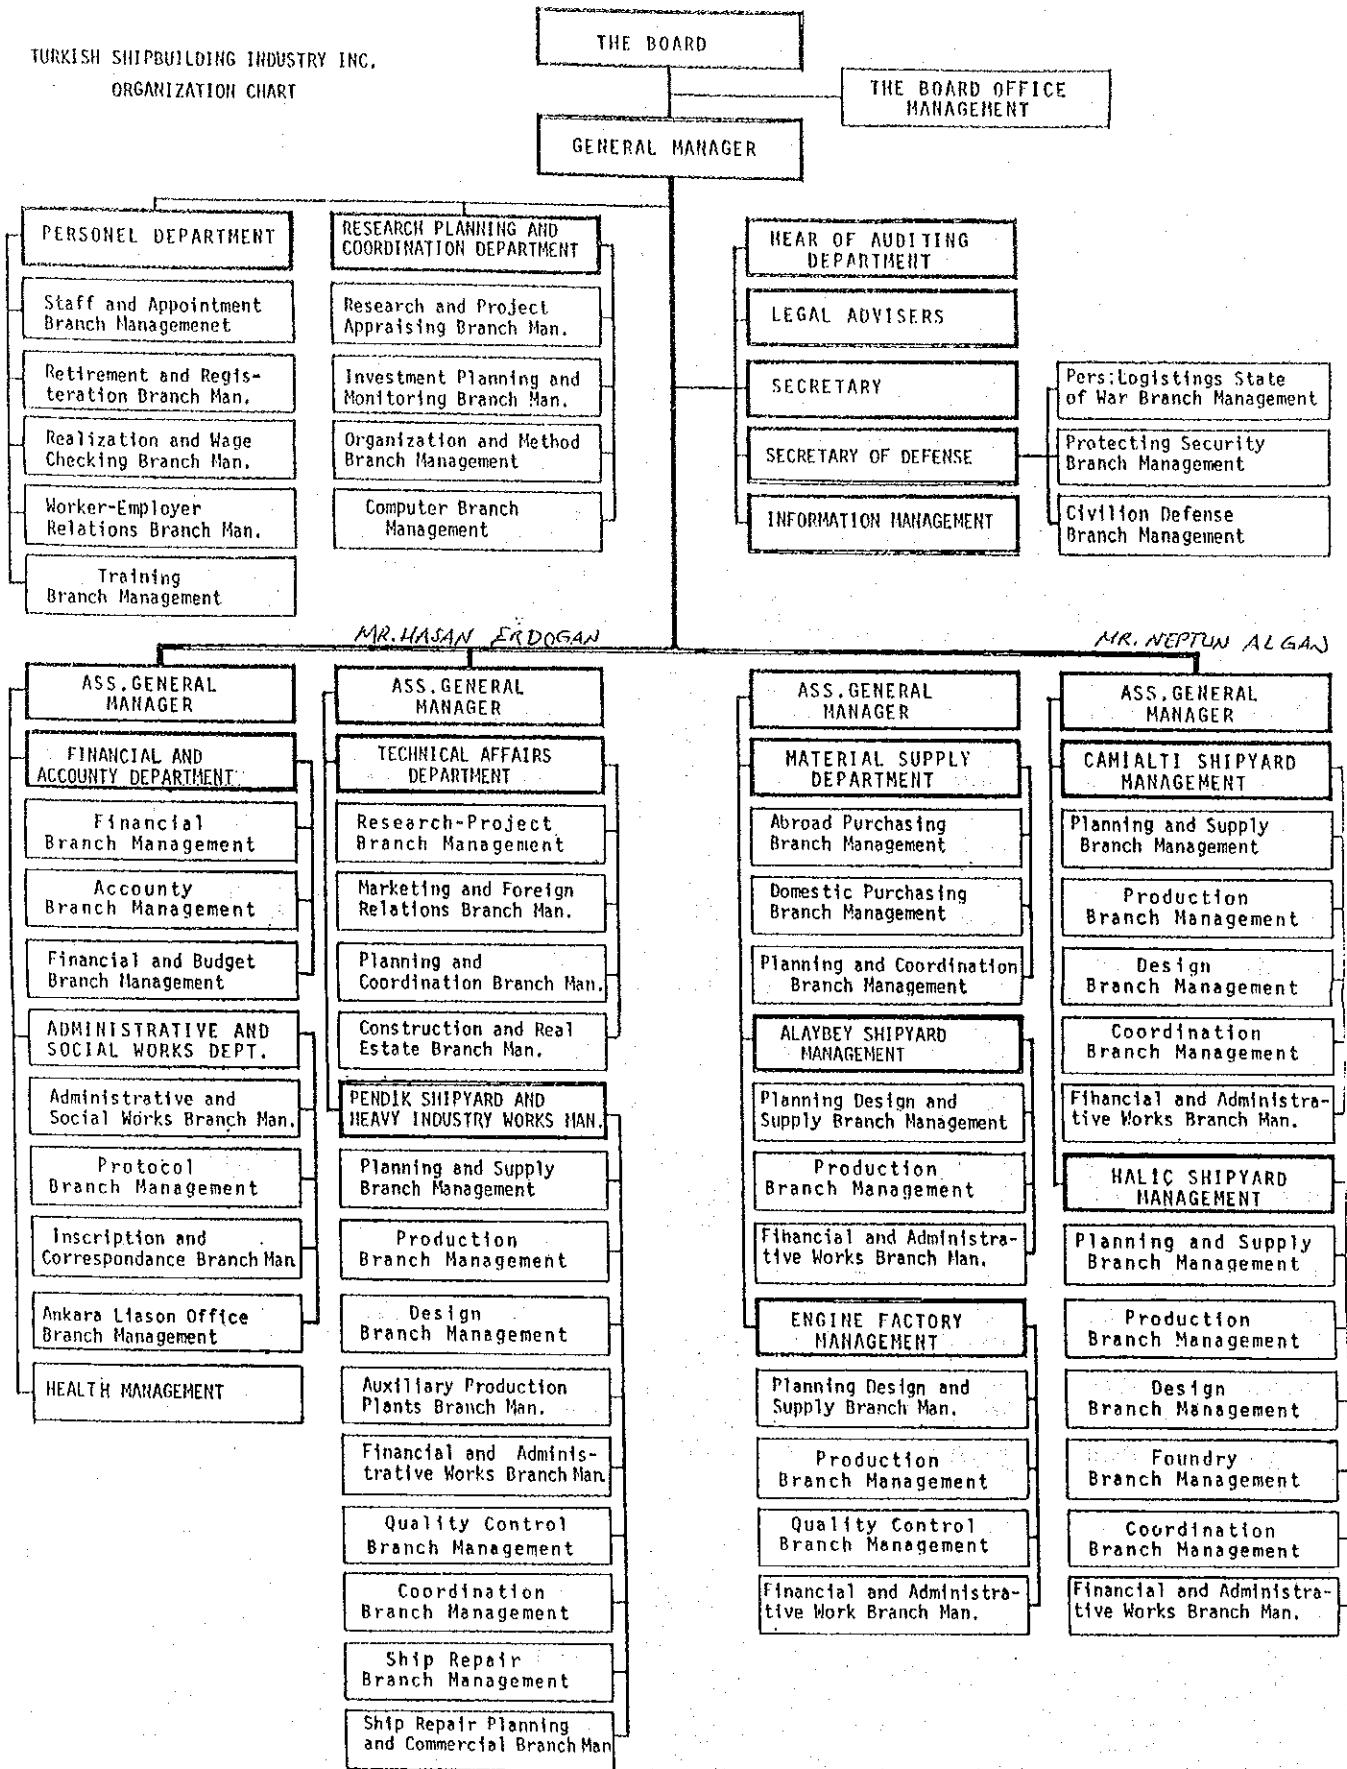 TURKISH SHIPBUILDING INDUSTRY INC.
ORGANIZATION CHART
THE BOARD
THE BOARD OFFICE
MANAGEMENT
GENERAL MANAGER
PERSONEL DEPARTMENT
Staff and Appointment
Branch Managemenet
Retirement and Regis-
teration Branch Man.
Realization and Wage
Checking Branch Man.
Worker-Employer
Relations Branch Man.
Training
Branch Management
RESEARCH PLANNING AND
COORDINATION DEPARTMENT
Research and Project
Appraising Branch Man.
Investment Planning and
Monitoring Branch Man.
Organization and Method
Branch Management
Computer Branch
Management
HEAR OF AUDITING
DEPARTMENT
LEGAL ADVISERS
SECRETARY
SECRETARY OF DEFENSE
INFORMATION MANAGEMENT
Pers:Logistings State
of War Branch Management
Protecting Security
Branch Management
Civilion Defense
Branch Management
MR. HASAN ERDOGAN
MR. NEPTUN ALGAN
ASS.GENERAL
MANAGER
FINANCIAL AND
ACCOUNTY DEPARTMENT
Financial
Branch Management
Accounty
Branch Management
Financial and Budget
Branch Management
ADMINISTRATIVE AND
SOCIAL WORKS DEPT.
Administrative and
Social Works Branch Man.
Protocol
Branch Management
Inscription and
Correspondance Branch Man
Ankara Liason Office
Branch Management
HEALTH MANAGEMENT
ASS.GENERAL
MANAGER
TECHNICAL AFFAIRS
DEPARTMENT
Research-Project
Branch Management
Marketing and Foreign
Relations Branch Man.
Planning and
Coordination Branch Man.
Construction and Real
Estate Branch Man.
PENDIK SHIPYARD AND
HEAVY INDUSTRY WORKS MAN.
Planning and Supply
Branch Management
Production
Branch Management
Design
Branch Management
Auxiliary Production
Plants Branch Man.
Financial and Adminis-
trative Works Branch Man
Quality Control
Branch Management
Coordination
Branch Management
Ship Repair
Branch Management
Ship Repair Planning
and Commercial Branch Man
ASS.GENERAL
MANAGER
MATERIAL SUPPLY
DEPARTMENT
Abroad Purchasing
Branch Management
Domestic Purchasing
Branch Management
Planning and Coordination
Branch Management
ALAYBEY SHIPYARD
MANAGEMENT
Planning Design and
Supply Branch Management
Production
Branch Management
Financial and Administra-
tive Works Branch Man.
ENGINE FACTORY
MANAGEMENT
Planning Design and
Supply Branch Man.
Production
Branch Management
Quality Control
Branch Management
Financial and Administra-
tive Work Branch Man.
ASS.GENERAL
MANAGER
CAMIALTI SHIPYARD
MANAGEMENT
Planning and Supply
Branch Management
Production
Branch Management
Design
Branch Management
Coordination
Branch Management
Financial and Administra-
tive Works Branch Man.
HALIC SHIPYARD
MANAGEMENT
Planning and Supply
Branch Management
Production
Branch Management
Design
Branch Management
Foundry
Branch Management
Coordination
Branch Management
Financial and Administra-
tive Works Branch Man.